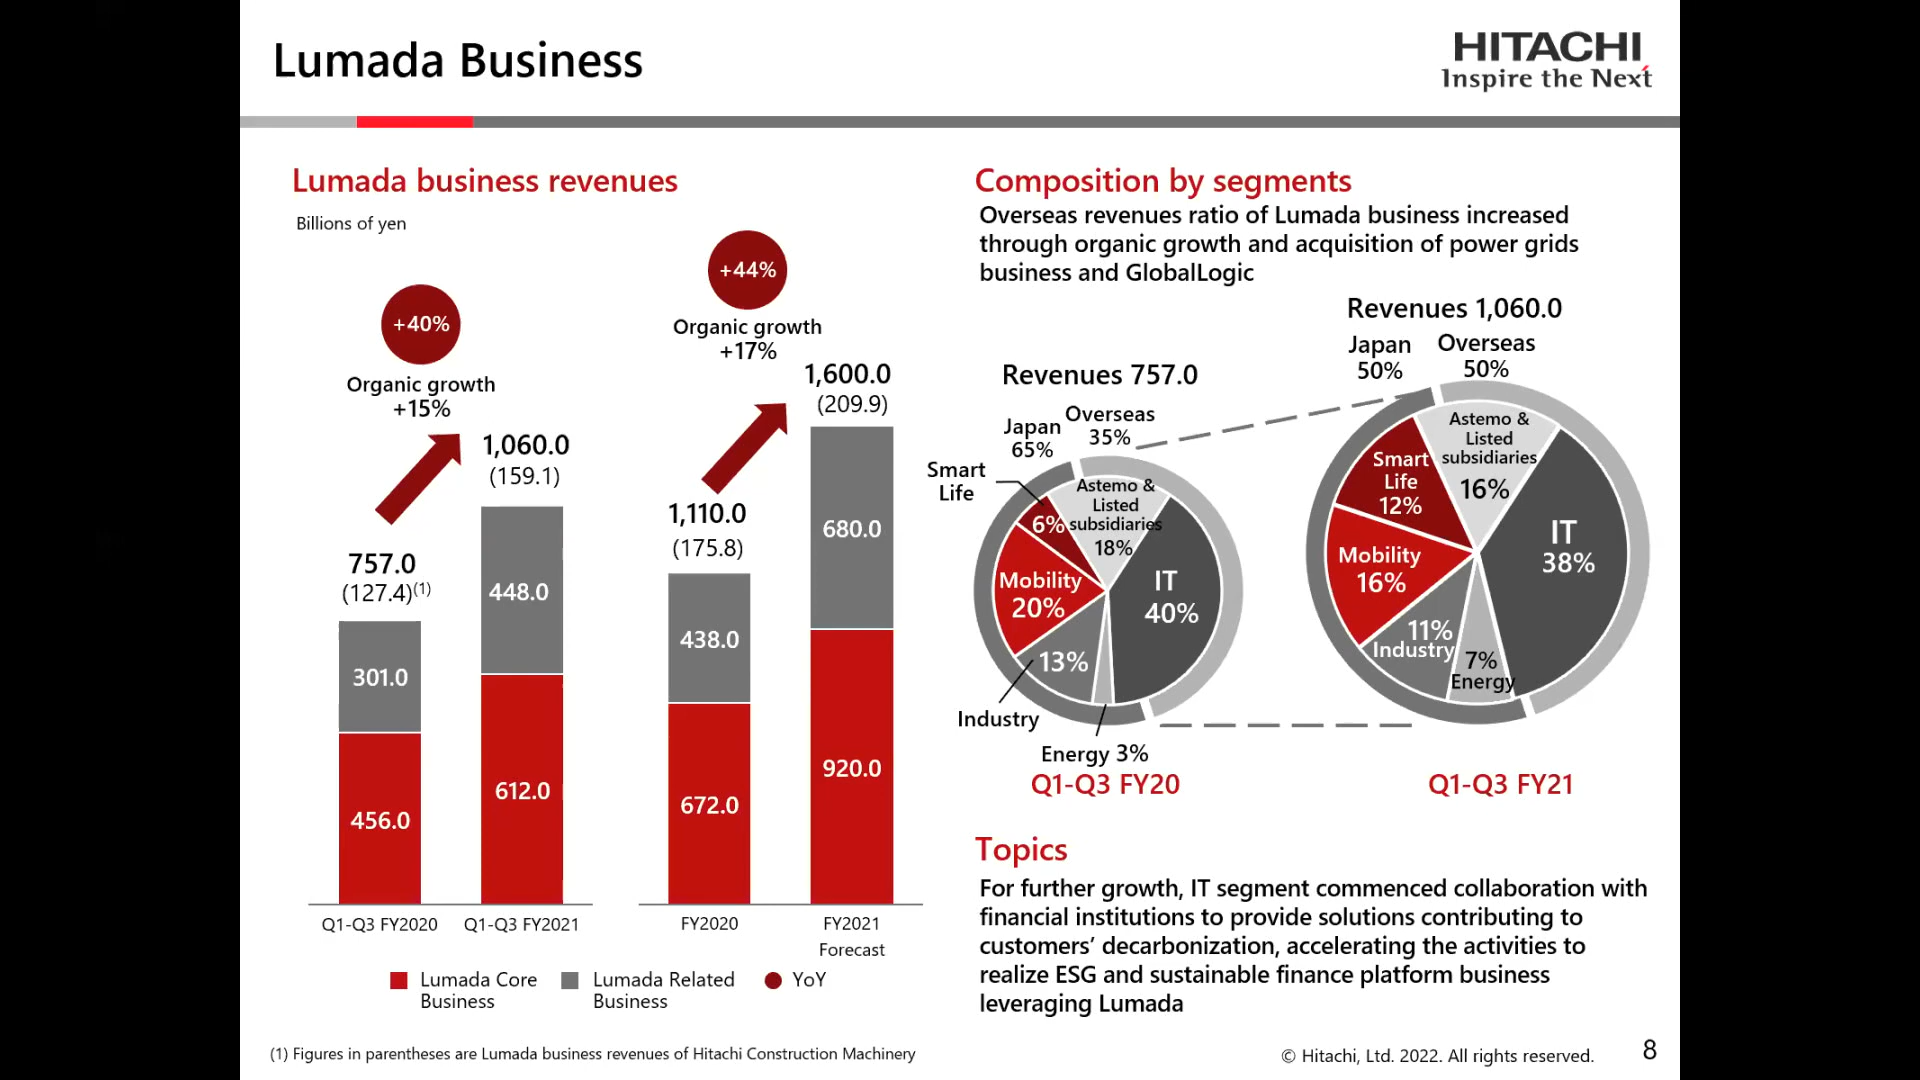 Lumada Business
HITACHI
Inspire the Next
Lumada business revenues
Billions of yen
+40%
Organic growth
+15%
757.0
(127.4)(1)
301.0
456.0
1,060.0
(159.1)
448.0
612.0
Q1-Q3 FY2020
Q1-Q3 FY2021
+44%
Organic growth
+17%
1,110.0
(175.8)
438.0
672.0
1,600.0
(209.9)
680.0
920.0
FY2020
FY2021
Forecast
Lumada Core
Business
Lumada Related
Business
YoY
Composition by segments
Overseas revenues ratio of Lumada business increased
through organic growth and acquisition of power grids
business and GlobalLogic
Revenues 757.0
Japan
65%
Overseas
35%
Smart
Life
6%
Astemo &
Listed
subsidiaries
18%
IT
40%
Mobility
20%
13%
Industry
Energy 3%
Q1-Q3 FY20
Revenues 1,060.0
Japan
50%
Overseas
50%
Astemo &
Listed
subsidiaries
16%
Smart
Life
12%
IT
38%
Mobility
16%
11%
Industry
7%
Energy
Q1-Q3 FY21
Topics
For further growth, IT segment commenced collaboration with
financial institutions to provide solutions contributing to
customers’ decarbonization, accelerating the activities to
realize ESG and sustainable finance platform business
leveraging Lumada
(1) Figures in parentheses are Lumada business revenues of Hitachi Construction Machinery
© Hitachi, Ltd. 2022. All rights reserved.
8